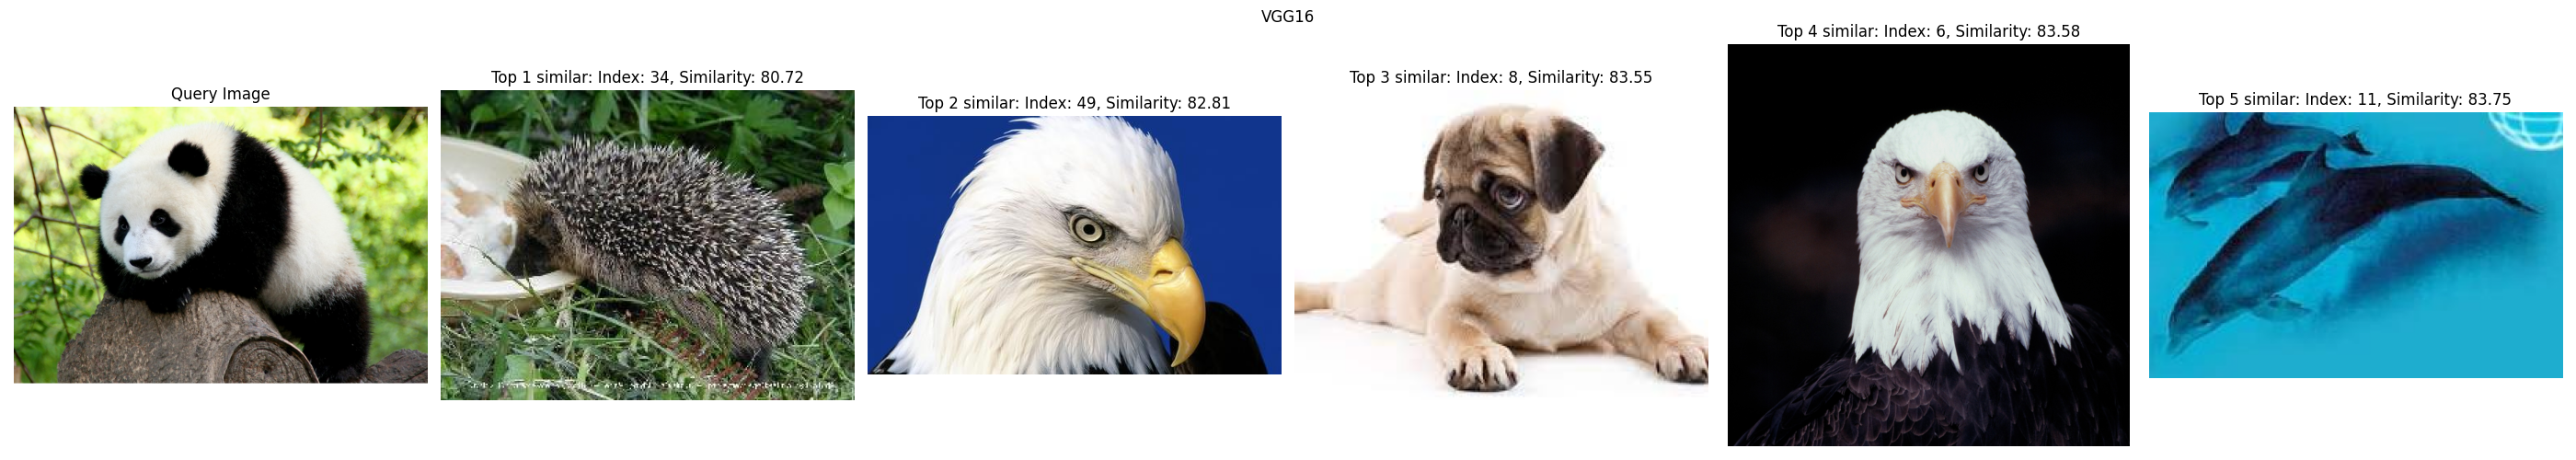 VGG16
Query Image
Top 1 similar: Index: 34, Similarity: 80.72
Top 2 similar: Index: 49, Similarity: 82.81
Top 3 similar: Index: 8, Similarity: 83.55
Top 4 similar: Index: 6, Similarity: 83.58
Top 5 similar: Index: 11, Similarity: 83.75